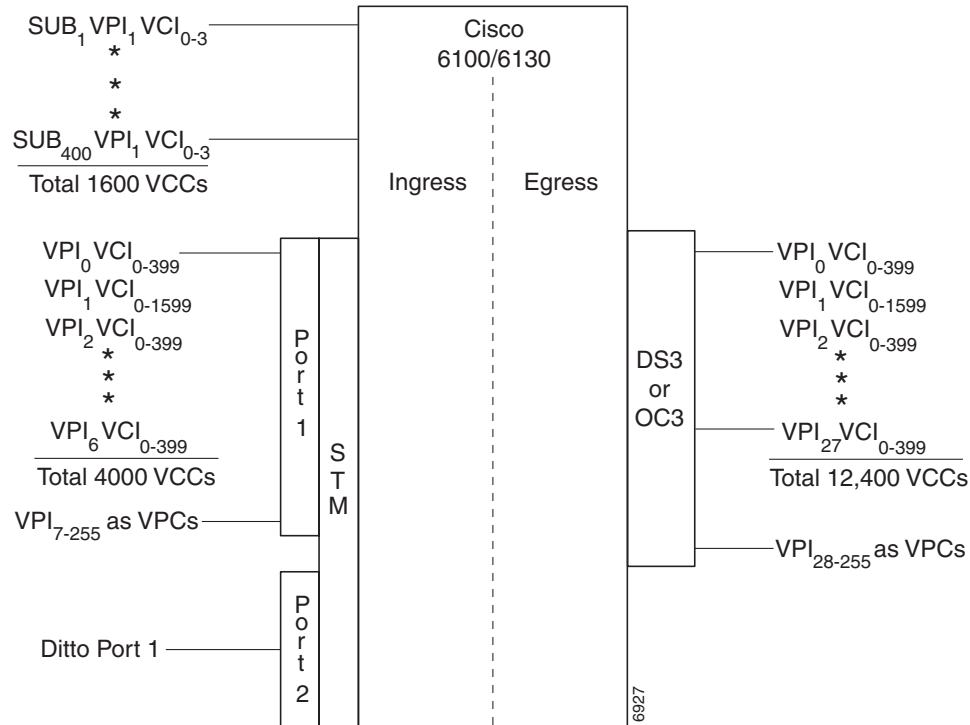 SUB1 VPI1 VCI0-3
*
*
*
SUB400 VPI1 VCI0-3
Total 1600 VCCs
VPI0 VCI0-399
VPI1 VCI0-1599
VPI2 VCI0-399
*
*
*
VPI6 VCI0-399
Total 4000 VCCs
VPI7-255 as VPCs
Ditto Port 1
Port 1
Port 2
STM
Cisco
6100/6130
Ingress
Egress
DS3
or
OC3
VPI0 VCI0-399
VPI1 VCI0-1599
VPI2 VCI0-399
*
*
*
VPI27 VCI0-399
Total 12,400 VCCs
VPI28-255 as VPCs
6927